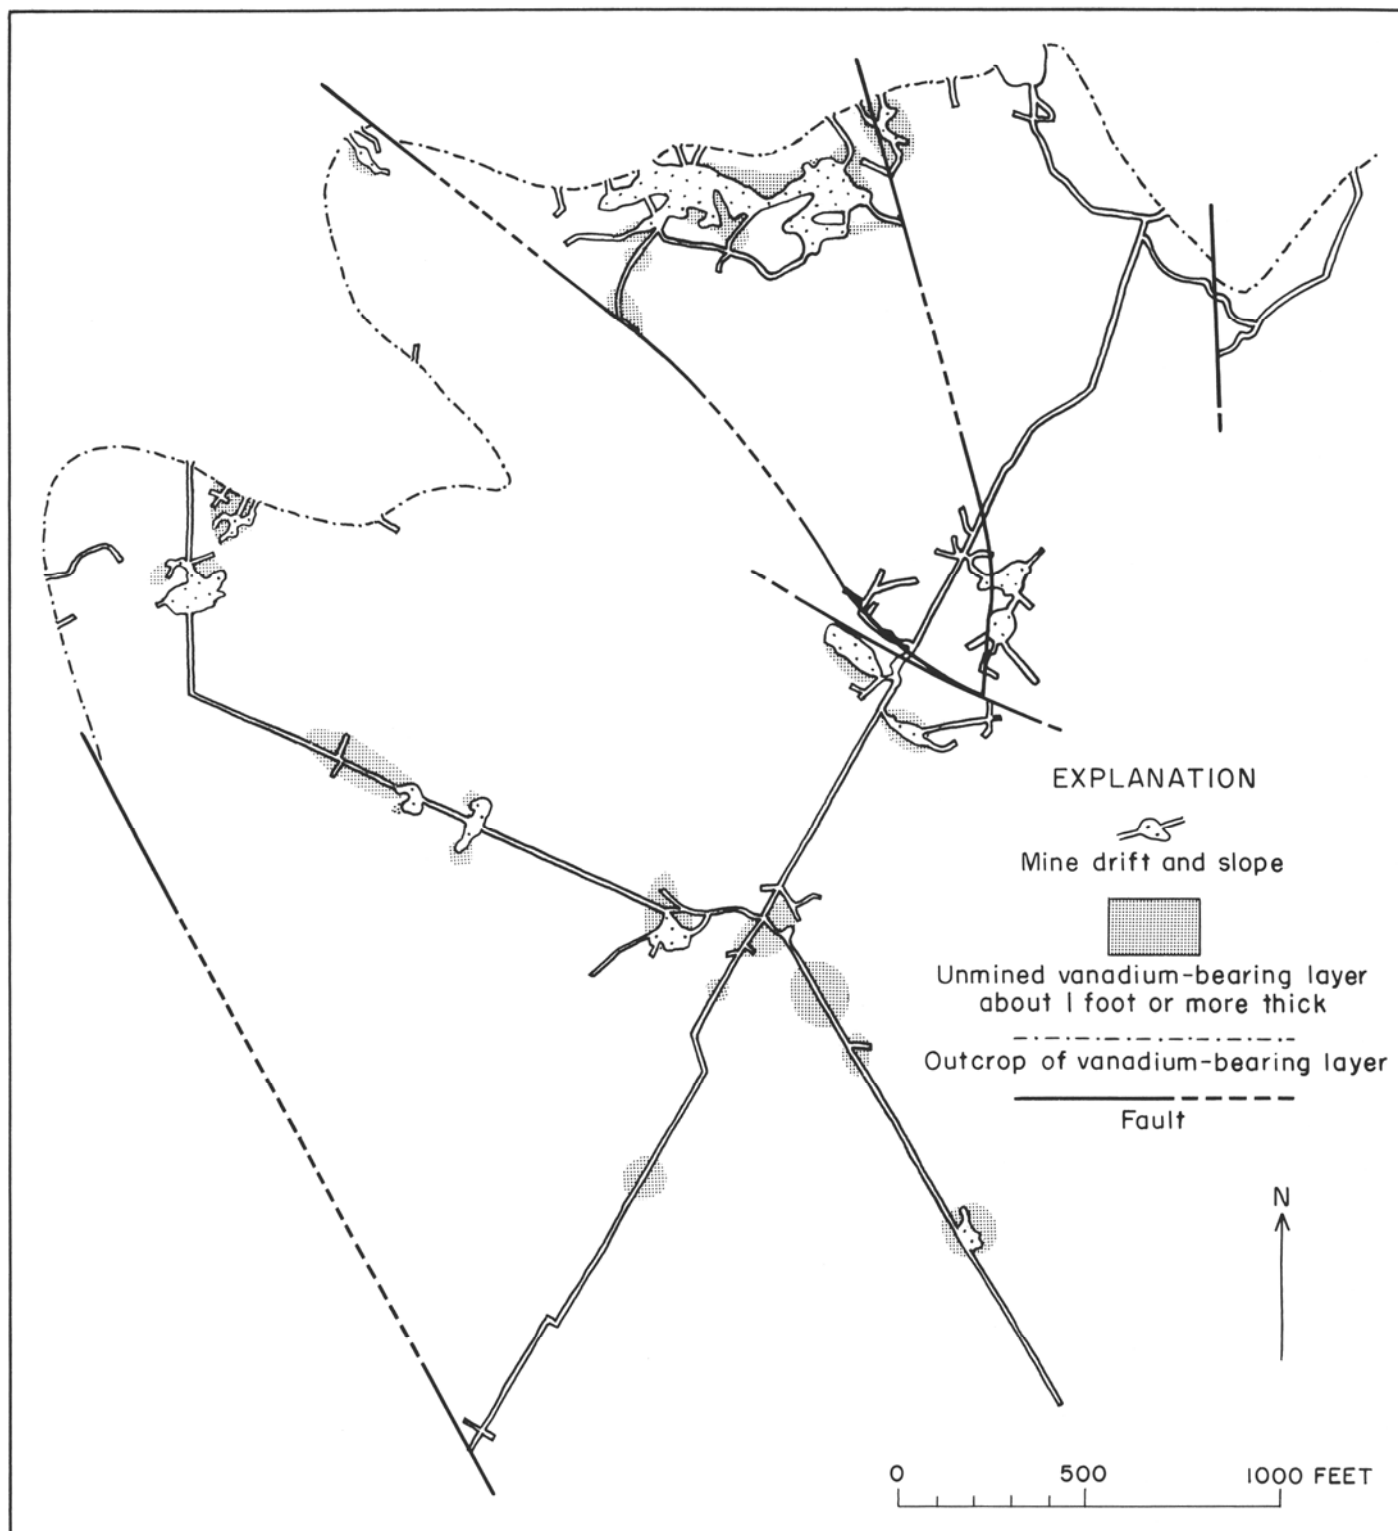 EXPLANATION
Mine drift and slope
Unmined vanadium-bearing layer
about 1 foot or more thick
Outcrop of vanadium-bearing layer
Fault
N
0 500 1000 FEET